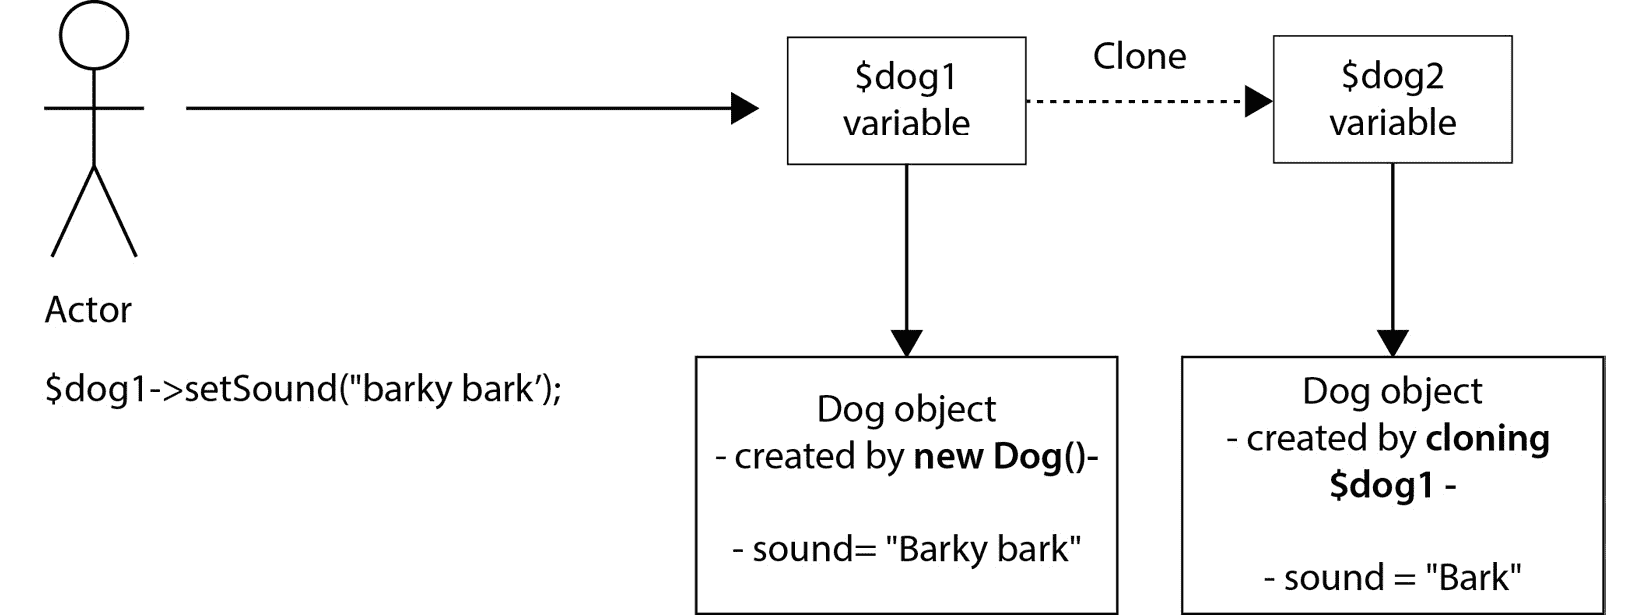 $dog1
variable
Clone
$dog2
variable
Actor
$dog1->setSound("barky bark’);
Dog object
- created by new Dog()-
- sound= "Barky bark"
Dog object
- created by cloning
$dog1 -
- sound = "Bark"